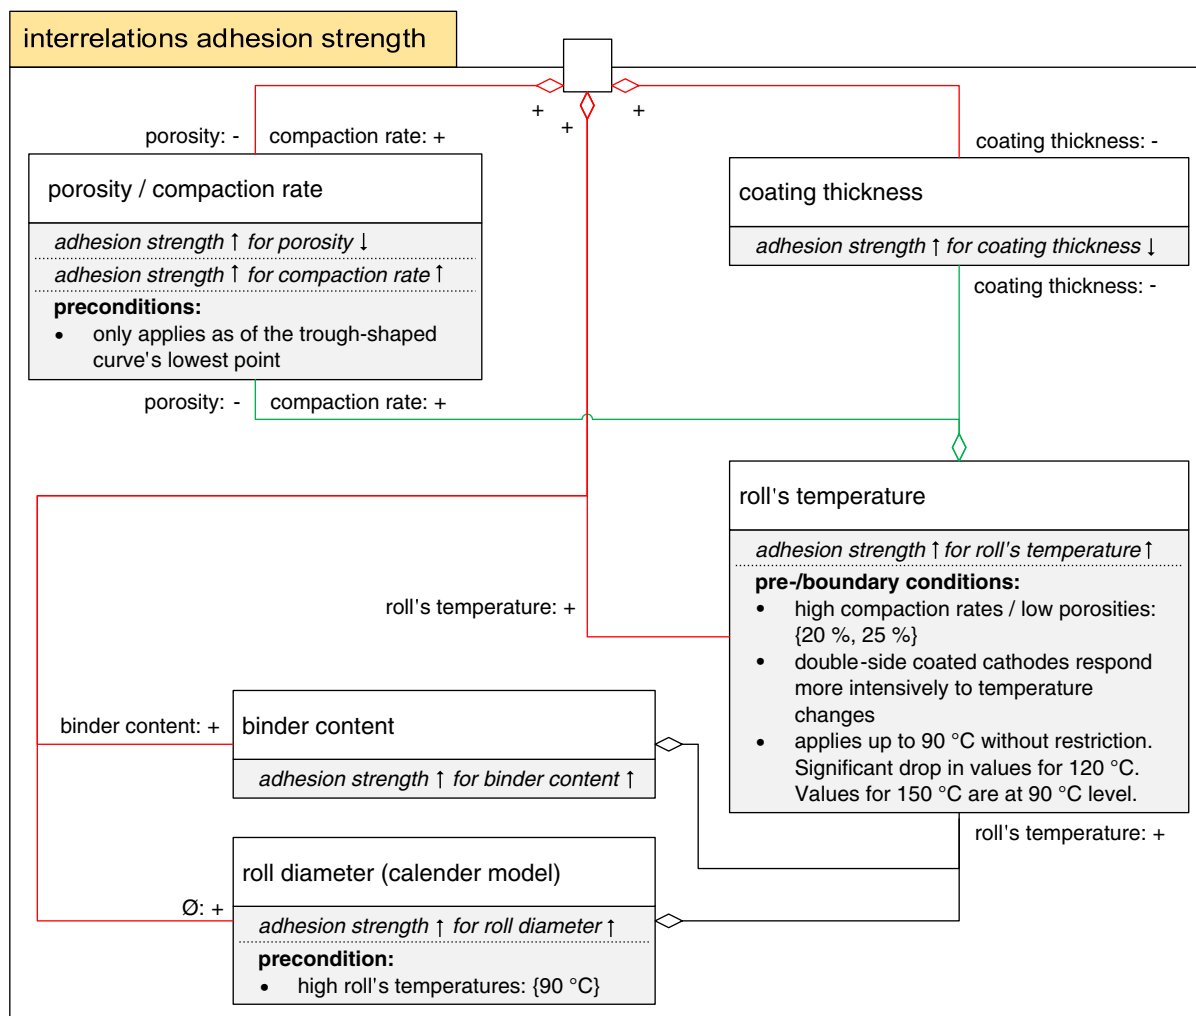 interrelations adhesion strength
+
+
+
porosity: -
compaction rate: +
coating thickness: -
porosity / compaction rate
adhesion strength ↑ for porosity ↓
adhesion strength ↑ for compaction rate ↑
preconditions:
• only applies as of the trough-shaped
curve's lowest point
porosity: -
compaction rate: +
coating thickness
adhesion strength ↑ for coating thickness ↓
coating thickness: -
roll's temperature
adhesion strength ↑ for roll's temperature ↑
pre-/boundary conditions:
• high compaction rates / low porosities:
{20 %, 25 %}
• double-side coated cathodes respond
more intensively to temperature
changes
• applies up to 90 °C without restriction.
Significant drop in values for 120 °C.
Values for 150 °C are at 90 °C level.
roll's temperature: +
roll's temperature: +
binder content: +
binder content
adhesion strength ↑ for binder content ↑
Ø: +
roll diameter (calender model)
adhesion strength ↑ for roll diameter ↑
precondition:
• high roll's temperatures: {90 °C}